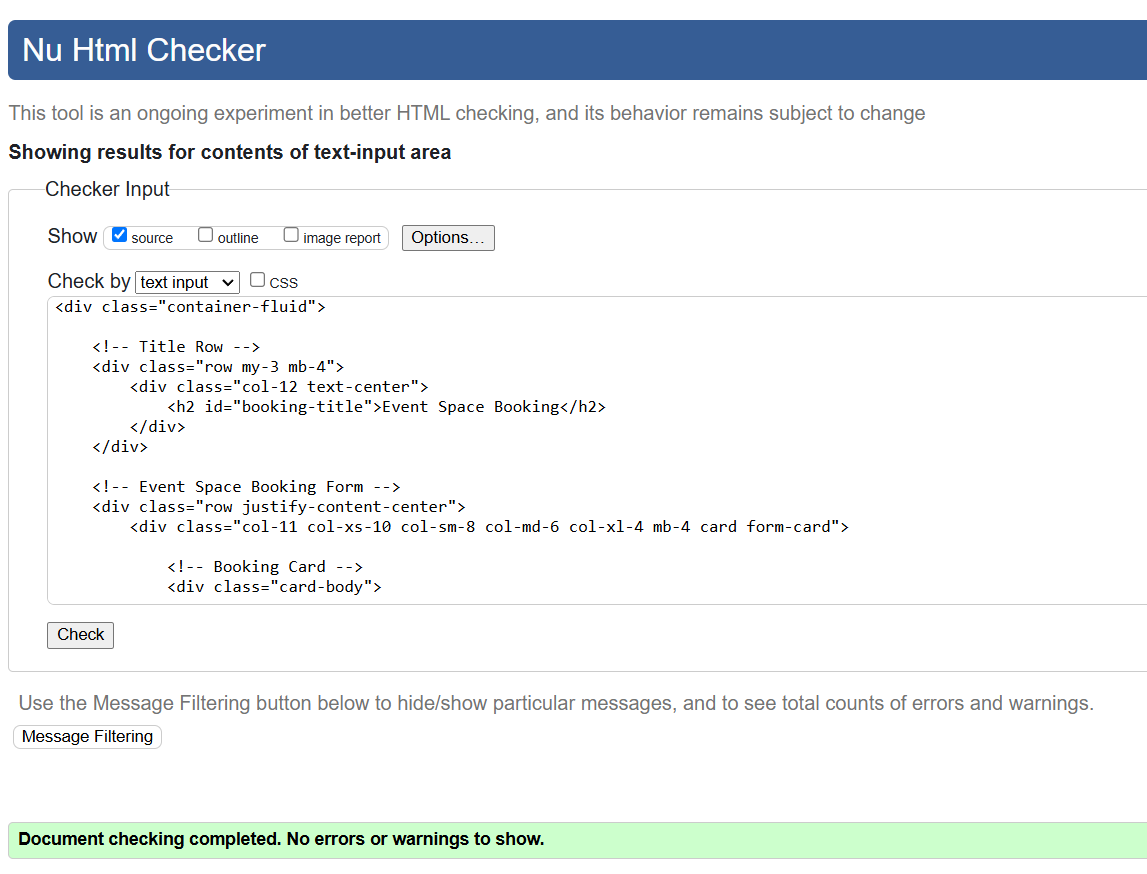 Nu Html Checker
This tool is an ongoing experiment in better HTML checking, and its behavior remains subject to change
Showing results for contents of text-input area
Checker Input
Show source outline image report Options...
Check by text input CSS
<div class="container-fluid">
<!-- Title Row -->
<div class="row my-3 mb-4">
<div class="col-12 text-center">
<h2 id="booking-title">Event Space Booking</h2>
</div>
</div>
<!-- Event Space Booking Form -->
<div class="row justify-content-center">
<div class="col-11 col-xs-10 col-sm-8 col-md-6 col-xl-4 mb-4 card form-card">
<!-- Booking Card -->
<div class="card-body">
Check
Use the Message Filtering button below to hide/show particular messages, and to see total counts of errors and warnings.
Message Filtering
Document checking completed. No errors or warnings to show.